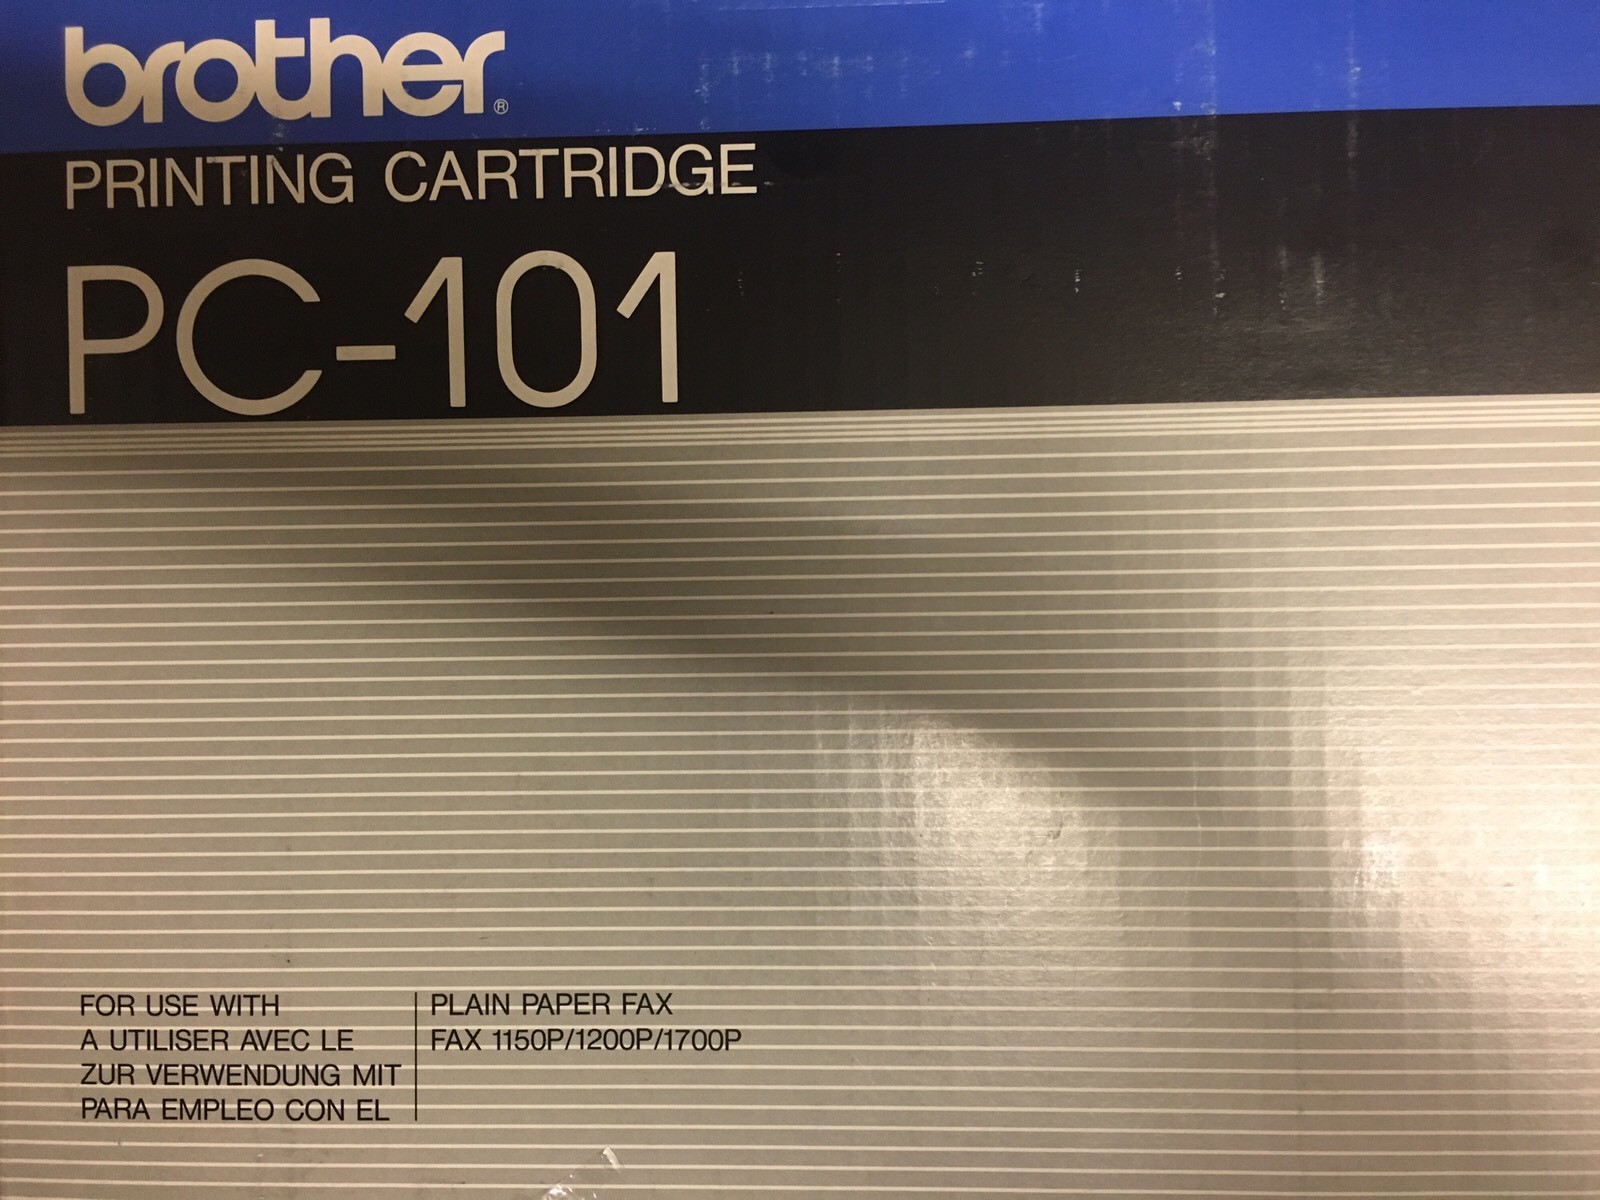 brother®
PRINTING CARTRIDGE
PC-101
FOR USE WITH
A UTILISER AVEC LE
ZUR VERWENDUNG MIT
PARA EMPLEO CON EL
PLAIN PAPER FAX
FAX 1150P/1200P/1700P